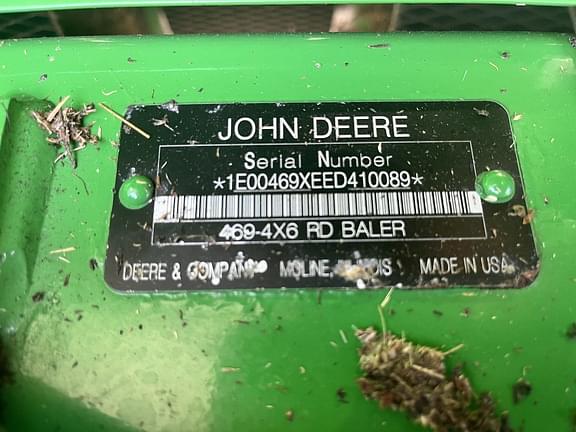 JOHN DEERE
Serial Number
*1E00469XEED410089*
469-4X6 RD BALER
DEERE & COMPANY MOLINE, ILLINOIS MADE IN USA